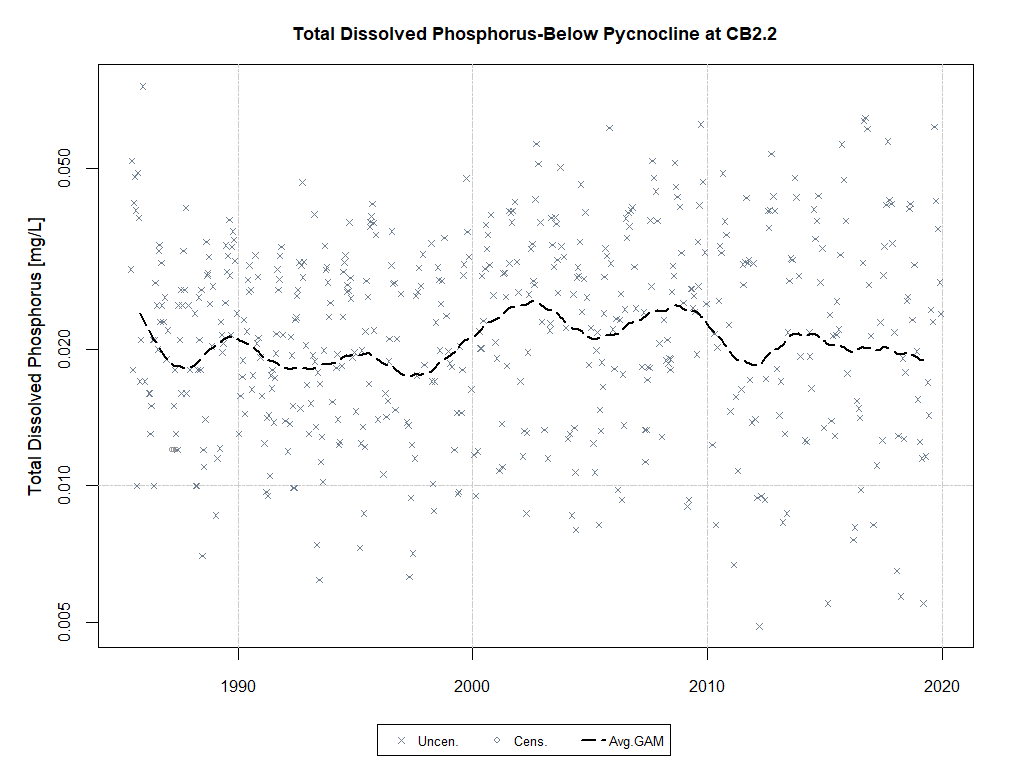 Total Dissolved Phosphorus-Below Pycnocline at CB2.2
Total Dissolved Phosphorus [mg/L]
0.050
0.020
0.010
0.005
1990 2000 2010 2020
Uncen. Cens. Avg.GAM